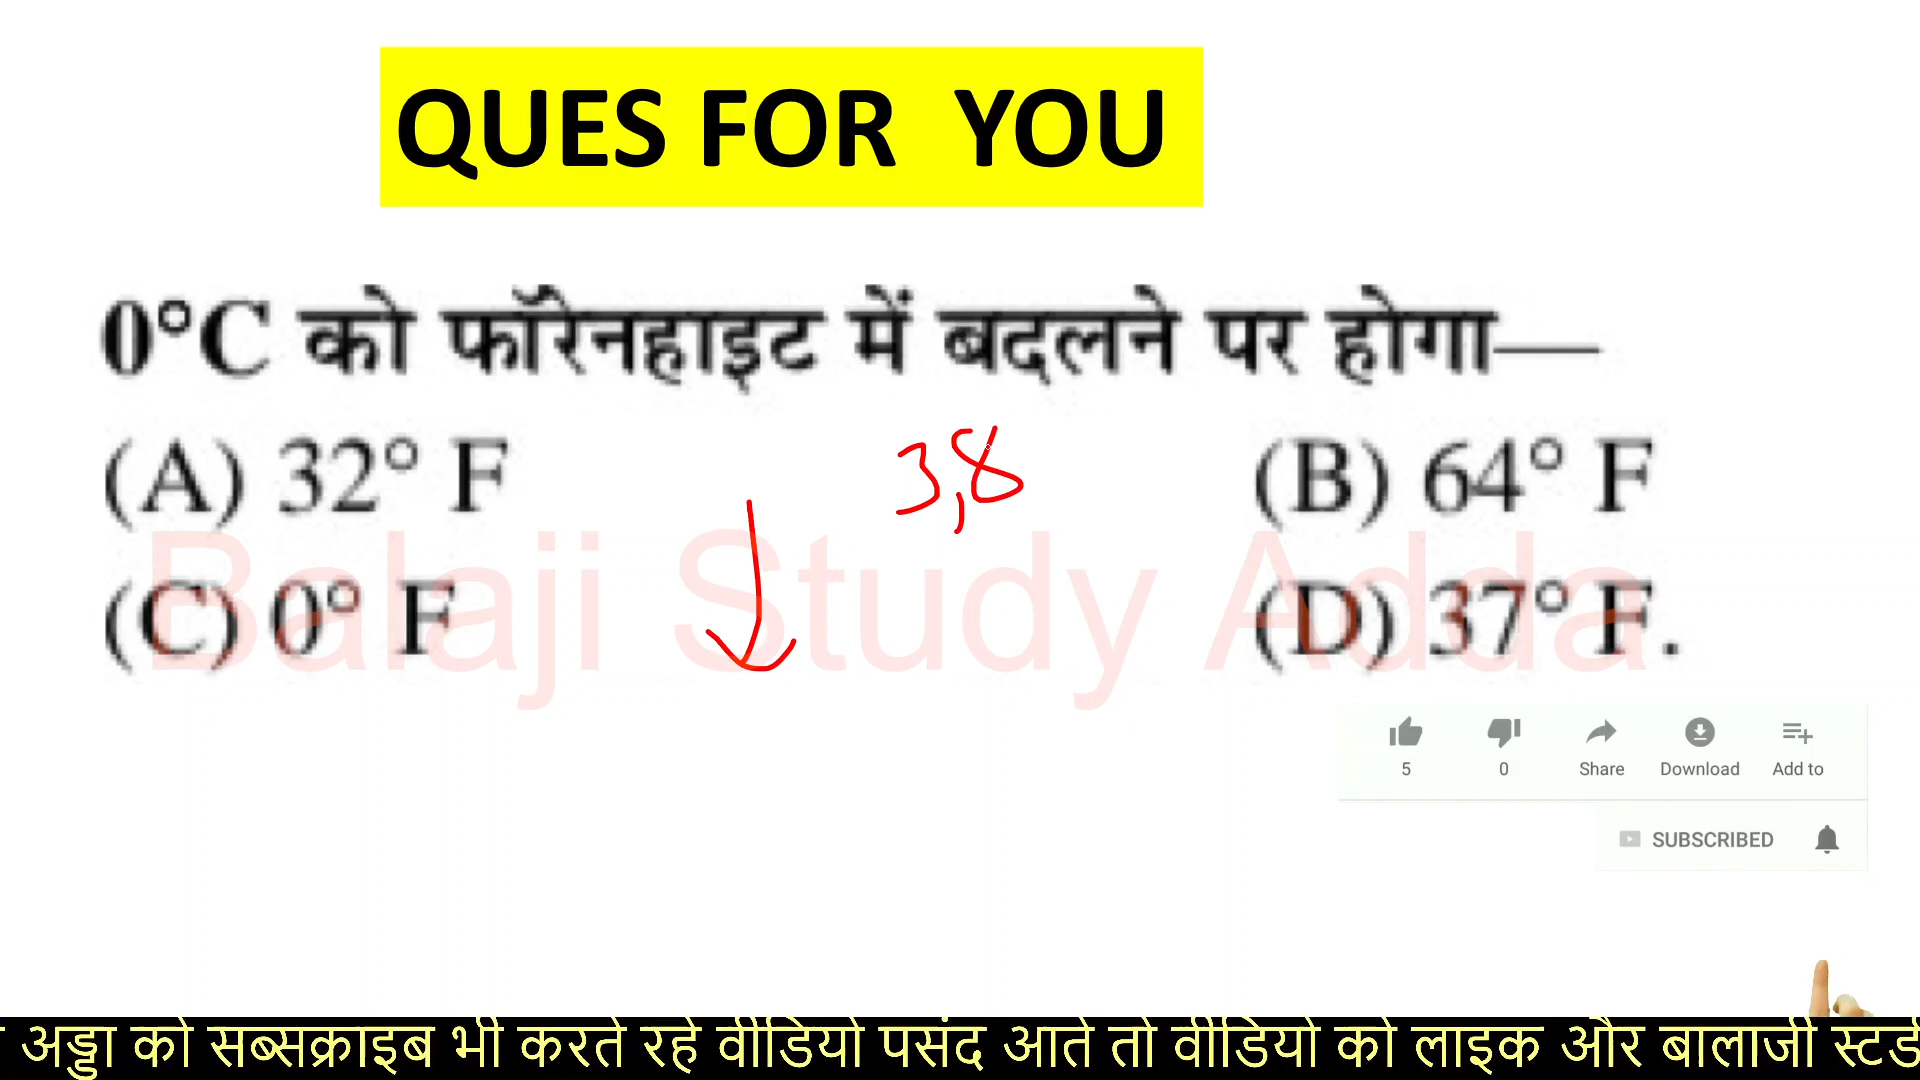 QUES FOR YOU
0°C को फॉरेनहाइट में बदलने पर होगा—
(A) 32° F
3,8
(B) 64° F
Balaji Study Adda
(C) 0° F
(D) 37° F.
5
0
Share
Download
Add to
SUBSCRIBED
अड्डा को सब्सक्राइब भी करते रहे वीडियो पसंद आते तो वीडियो को लाइक और बालाजी स्टडी